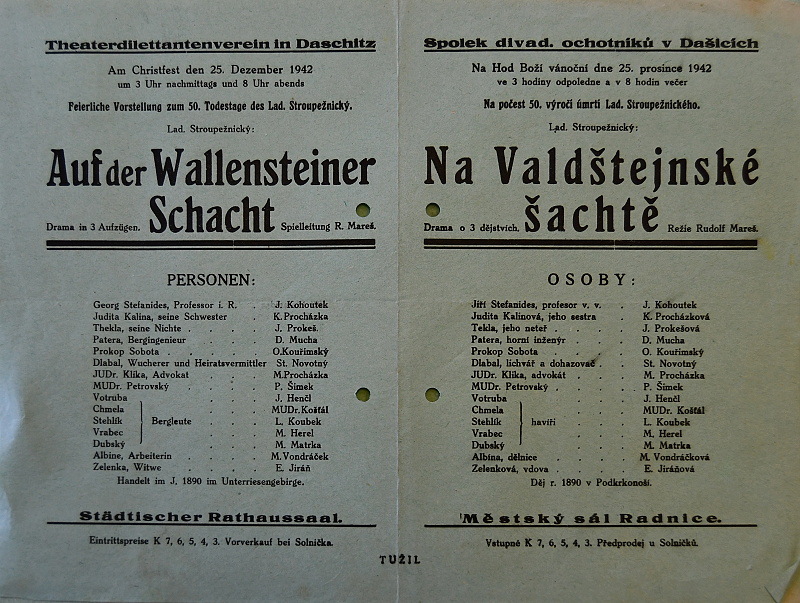 Theaterdilettantenverein in Daschitz
Am Christfest den 25. Dezember 1942
um 3 Uhr nachmittags und 8 Uhr abends
Feierliche Vorstellung zum 50. Todestage des Lad. Stroupežnický.
Lad. Stroupežnický:
Auf der Wallensteiner
Schacht
Drama in 3 Aufzügen.
Spielleitung R. Mareš.
PERSONEN:
Georg Stefanides, Professor i. R. . J. Kohoutek
Judita Kalina, seine Schwester . K. Procházka
Thekla, seine Nichte . . . . J. Prokeš.
Patera, Bergingenieur . . . D. Mucha
Prokop Sobota . . . . . O. Kouřimský
Dlabal, Wucherer und Heiratsvermittler St. Novotný
JUDr. Klika, Advokat . . . . M. Procházka
MUDr. Petrovský . . . . P. Šimek
Votruba . . . . J. Henčl
Chmela . . . MUDr. Košťál
Stehlík Bergleute . . . L. Koubek
Vrabec . . . M. Herel
Dubský . . . M. Matrka
Albine, Arbeiterin . . . . M. Vondráček
Zelenka, Witwe . . . . E. Jiráň
Handelt im J. 1890 im Unterriesengebirge.
Städtischer Rathaussaal.
Eintrittspreise K 7, 6, 5, 4, 3. Vorverkauf bei Solnička.
Spolek divad. ochotníků v Dašicích
Na Hod Boží vánoční dne 25. prosince 1942
ve 3 hodiny odpoledne a v 8 hodin večer
Na počest 50. výročí úmrtí Lad. Stroupežnického.
Lad. Stroupežnický:
Na Valdštejnské
šachtě
Drama o 3 dějstvích.
Režie Rudolf Mareš.
OSOBY:
Jiří Stefanides, profesor v. v. . J. Kohoutek
Judita Kalinová, jeho sestra . K. Procházková
Tekla, jeho neteř . . . . J. Prokešová
Patera, horní inženýr . . . D. Mucha
Prokop Sobota . . . . O. Kouřimský
Dlabal, lichvář a dohazovač . . St. Novotný
JUDr. Klika, advokát . . . M. Procházka
MUDr. Petrovský . . . . P. Šimek
Votruba . . . . J. Henčl
Chmela . . . MUDr. Košťál
Stehlík havíři . . . L. Koubek
Vrabec . . . M. Herel
Dubský . . . M. Matrka
Albína, dělnice . . . . M. Vondráčková
Zelenková, vdova . . . . E. Jiráňová
Děj r. 1890 v Podkrkonoší.
Městský sál Radnice.
Vstupné K 7, 6, 5, 4, 3. Předprodej u Solničků.
TUŽIL